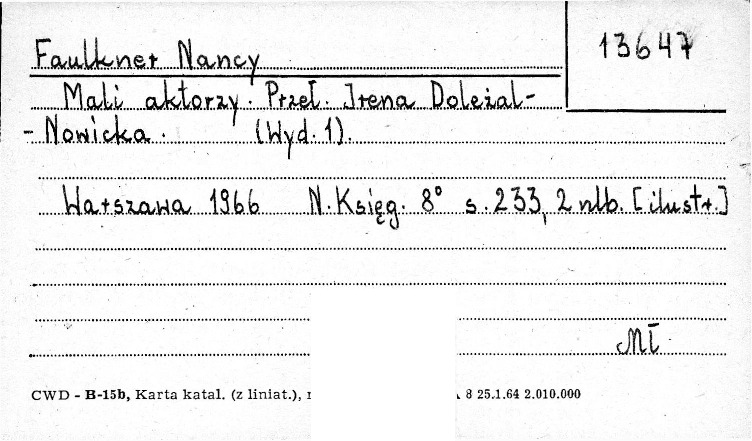 13647
Faulkner Nancy
Mali aktorzy. Przeł. Irena Doleżal-
- Nowicka. (Wyd. 1).
Warszawa 1966 N. Księg. 8° s. 233, 2 nlb. [ilustr.]
MŁ
CWD - B-15b, Karta katal. (z liniat.), 8 25.1.64 2.010.000